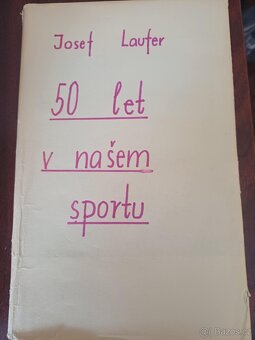 Josef Laufer
50 let
v našem
sportu